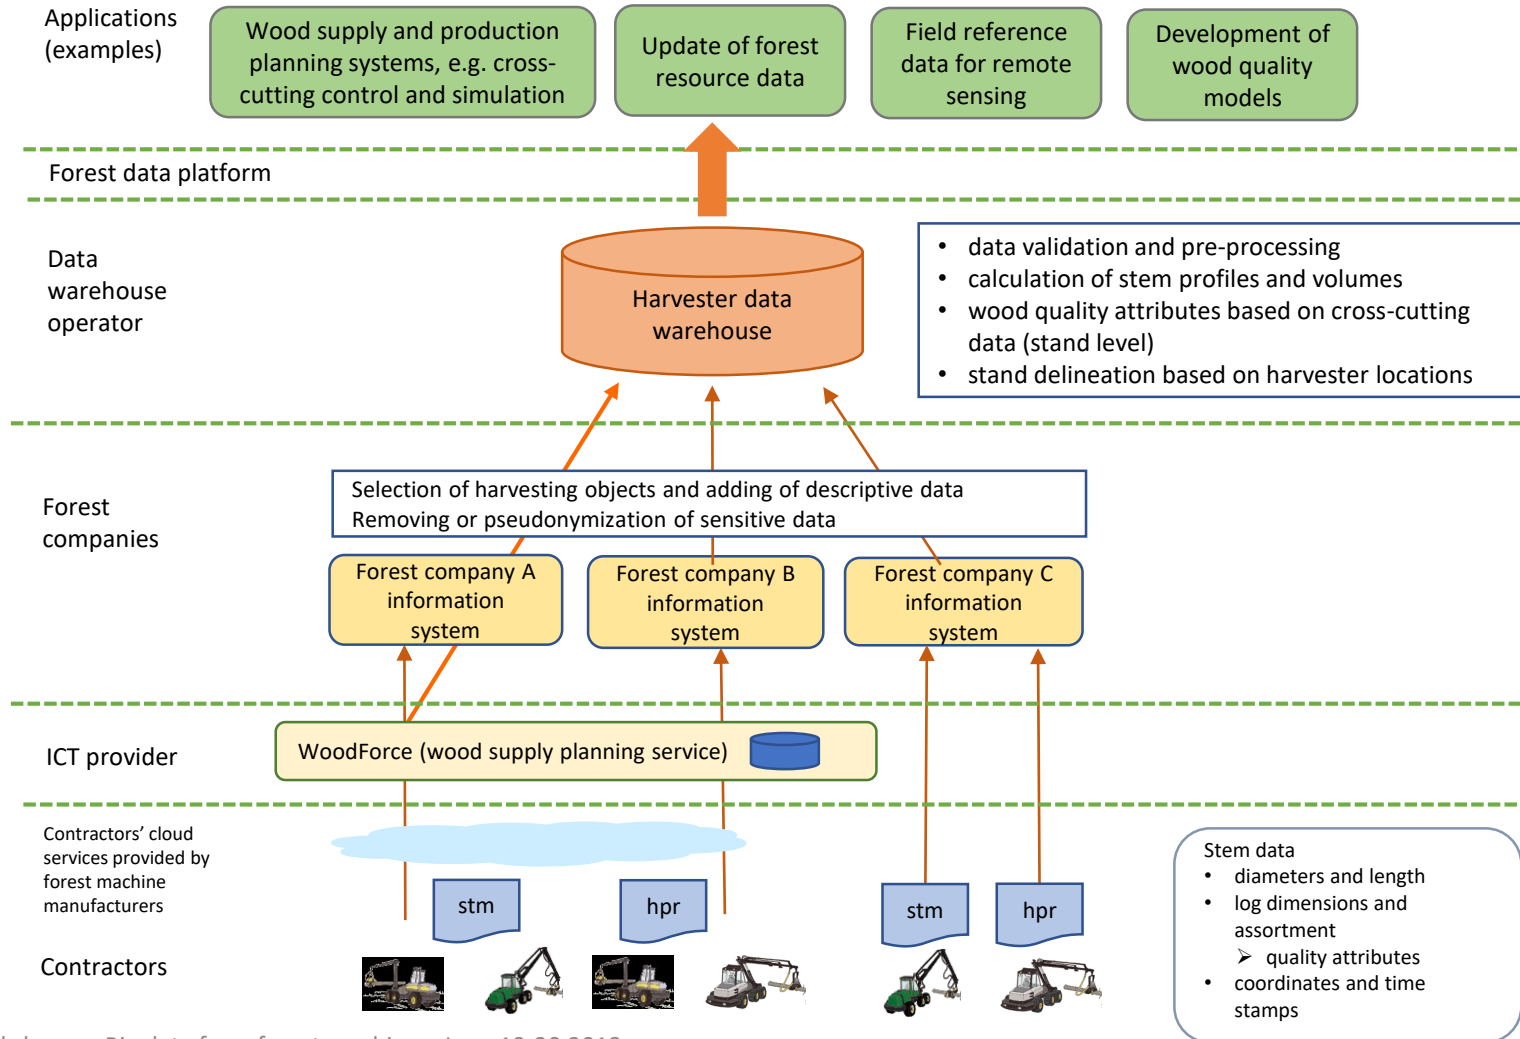 Applications
(examples)
Wood supply and production
planning systems, e.g. cross-
cutting control and simulation
Update of forest
resource data
Field reference
data for remote
sensing
Development of
wood quality
models
Forest data platform
Data
warehouse
operator
Harvester data
warehouse
• data validation and pre-processing
• calculation of stem profiles and volumes
• wood quality attributes based on cross-cutting
data (stand level)
• stand delineation based on harvester locations
Forest
companies
Selection of harvesting objects and adding of descriptive data
Removing or pseudonymization of sensitive data
Forest company A
information
system
Forest company B
information
system
Forest company C
information
system
ICT provider
WoodForce (wood supply planning service)
Contractors’ cloud
services provided by
forest machine
manufacturers
stm
hpr
stm
hpr
Contractors
Stem data
• diameters and length
• log dimensions and
assortment
➢ quality attributes
• coordinates and time
stamps